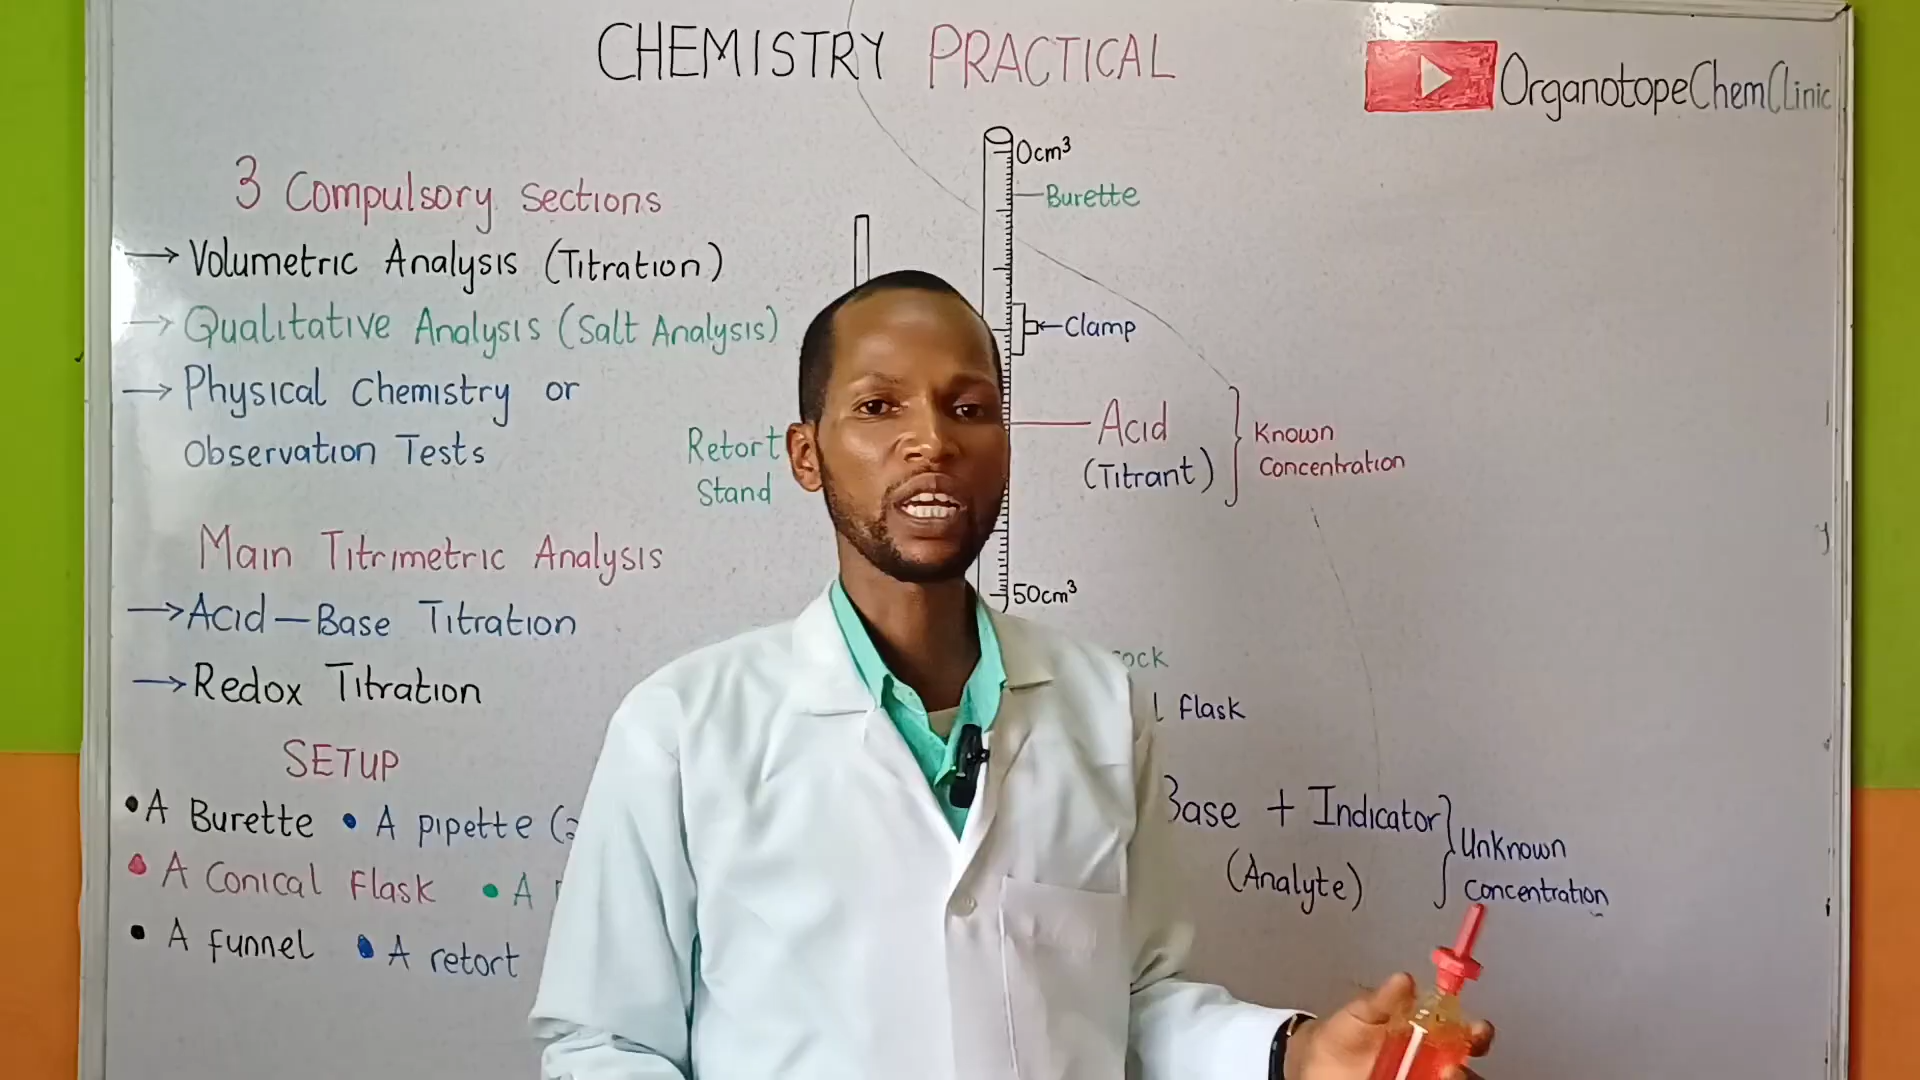 CHEMISTRY PRACTICAL
OrganotopeChemClinic
3 Compulsory Sections
→ Volumetric Analysis (Titration)
→ Qualitative Analysis (Salt Analysis)
→ Physical Chemistry or
Observation Tests
Main Titrimetric Analysis
→ Acid – Base Titration
→ Redox Titration
SETUP
• A Burette • A pipette
• A Conical Flask • A
• A funnel • A retort
0cm³
Burette
Clamp
Retort
Stand
Acid
(Titrant)
Known
Concentration
50cm³
flask
Base + Indicator
(Analyte)
Unknown
Concentration